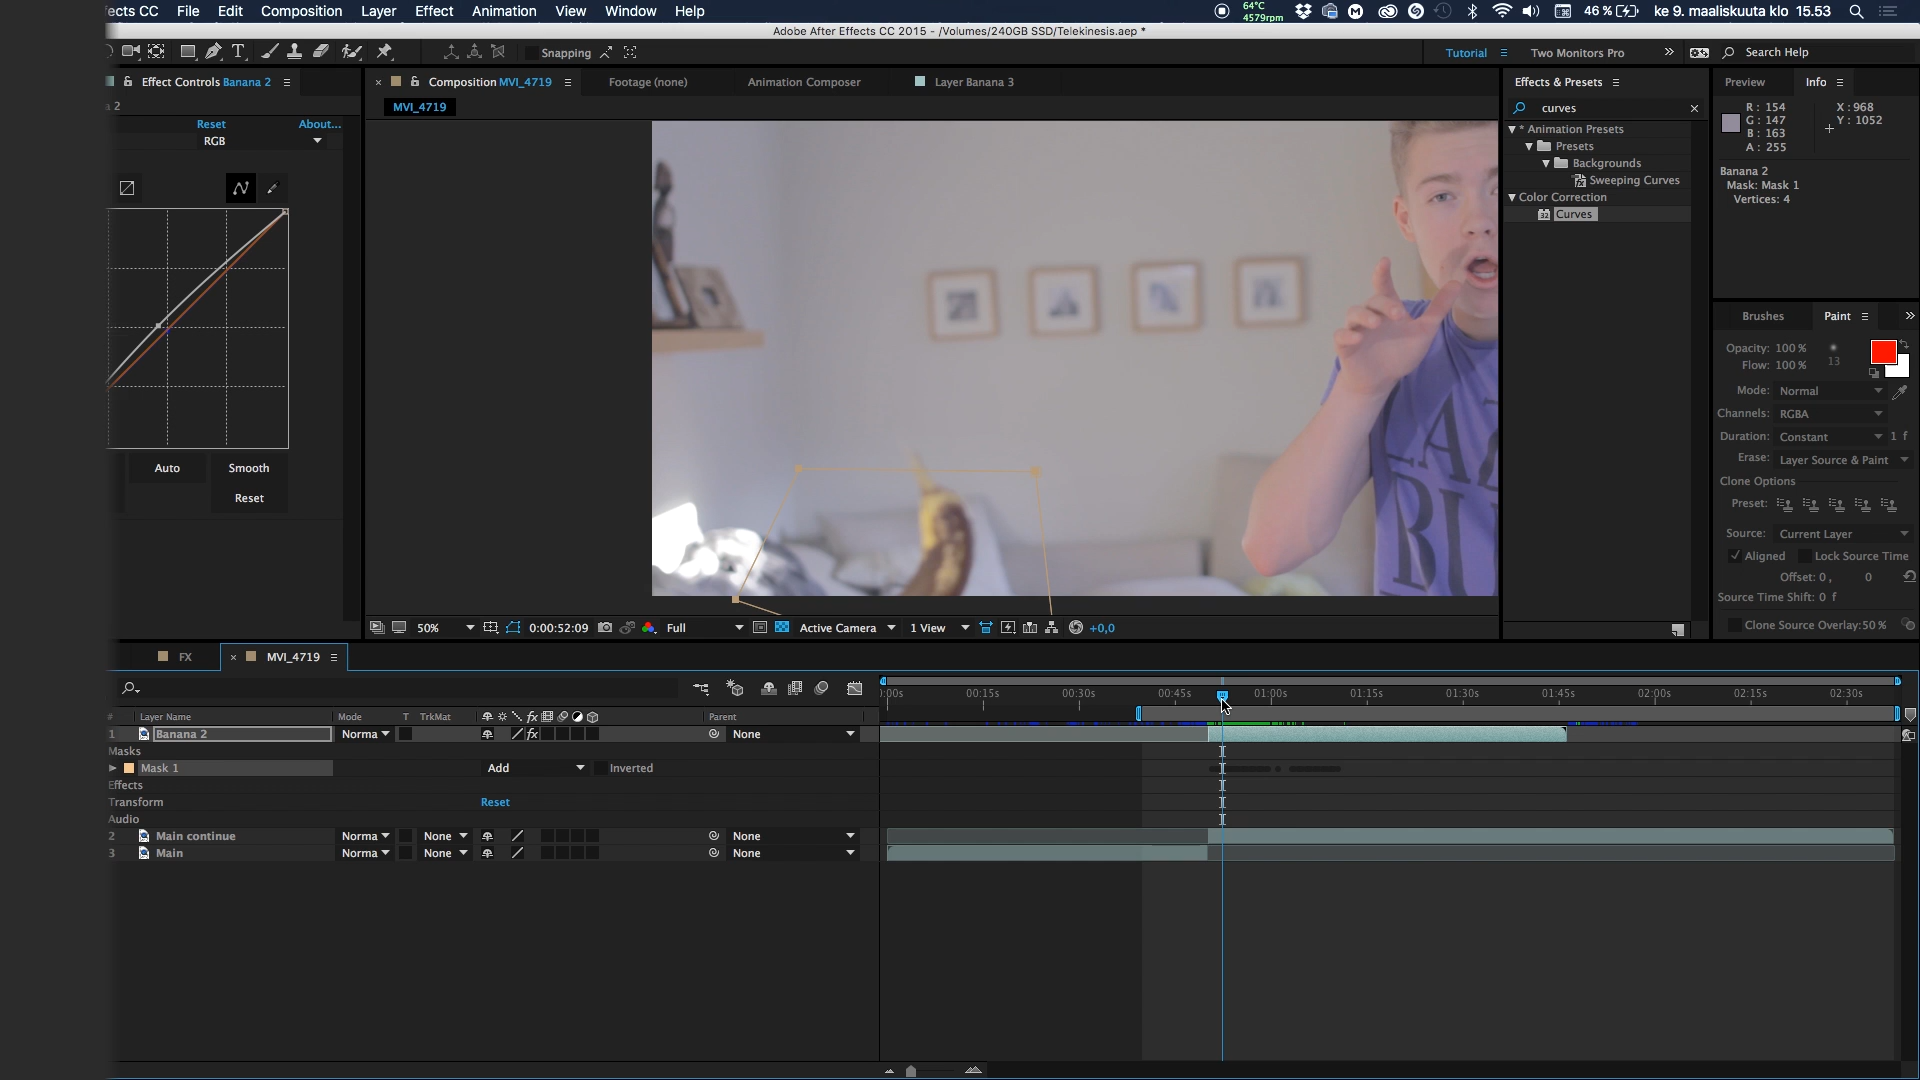 ects CC File Edit Composition Layer Effect Animation View Window Help 64°C 4579rpm 46 % ke 9. maaliskuuta klo 15.53
Adobe After Effects CC 2015 - /Volumes/240GB SSD/Telekinesis.aep *
T Snapping Tutorial Two Monitors Pro » Search Help
Effect Controls Banana 2 × Composition MVI_4719 Footage (none) Animation Composer Layer Banana 3 Effects & Presets Preview Info
a 2
MVI_4719
curves
R: 154 X: 968
G: 147 Y: 1052
B: 163
A: 255
Reset About...
RGB
Auto Smooth
Reset
* Animation Presets
Presets
Backgrounds
Sweeping Curves
Color Correction
32 Curves
Banana 2
Mask: Mask 1
Vertices: 4
Brushes Paint »
Opacity: 100 %
Flow: 100 % 13
Mode: Normal
Channels: RGBA
Duration: Constant 1 f
Erase: Layer Source & Paint
Clone Options
Preset:
Source: Current Layer
Aligned Lock Source Time
Offset: 0, 0
Source Time Shift: 0 f
Clone Source Overlay: 50 %
50% 0:00:52:09 Full Active Camera 1 View +0,0
FX × MVI_4719
:00s 00:15s 00:30s 00:45s 01:00s 01:15s 01:30s 01:45s 02:00s 02:15s 02:30s
# Layer Name Mode T TrkMat fx Parent
1 Banana 2 Norma fx None
Masks
Mask 1 Add Inverted
Effects
Transform Reset
Audio
2 Main continue Norma None None
3 Main Norma None None